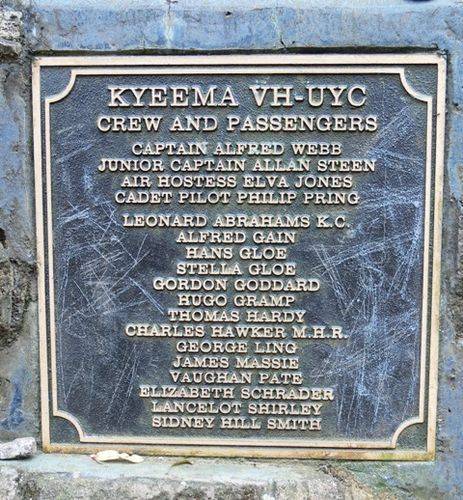 KYEEMA VH-UYC
CREW AND PASSENGERS
CAPTAIN ALFRED WEBB
JUNIOR CAPTAIN ALLAN STEEN
AIR HOSTESS ELVA JONES
CADET PILOT PHILIP PRING
LEONARD ABRAHAMS K.C.
ALFRED GAIN
HANS GLOE
STELLA GLOE
GORDON GODDARD
HUGO GRAMP
THOMAS HARDY
CHARLES HAWKER M.H.R.
GEORGE LING
JAMES MASSIE
VAUGHAN PATE
ELIZABETH SCHRADER
LANCELOT SHIRLEY
SIDNEY HILL SMITH